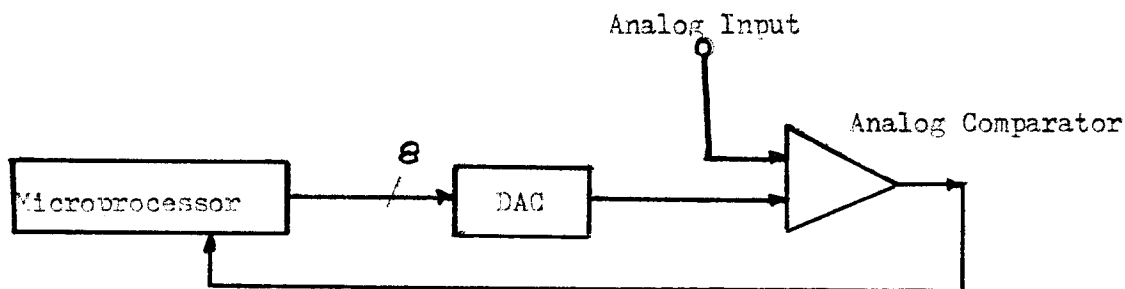 Analog Input
Analog Comparator
8
Microprocessor
DAC